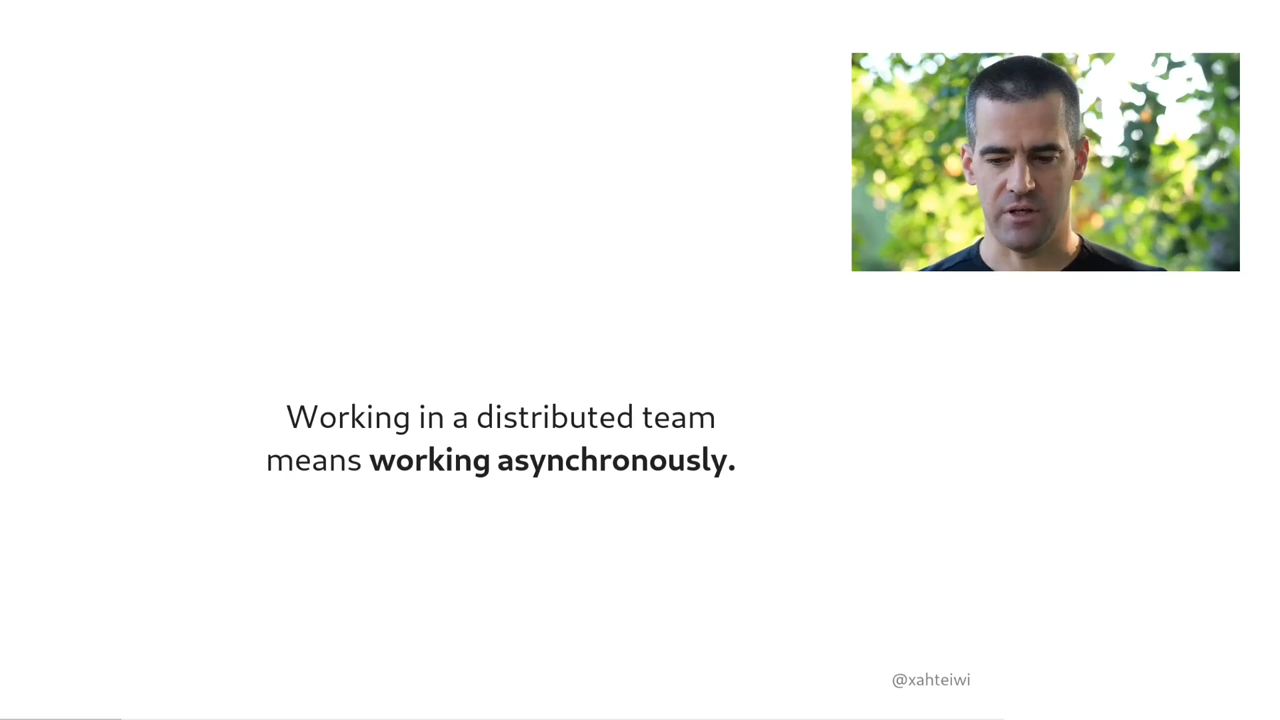 Working in a distributed team
means working asynchronously.
@xahteiwi